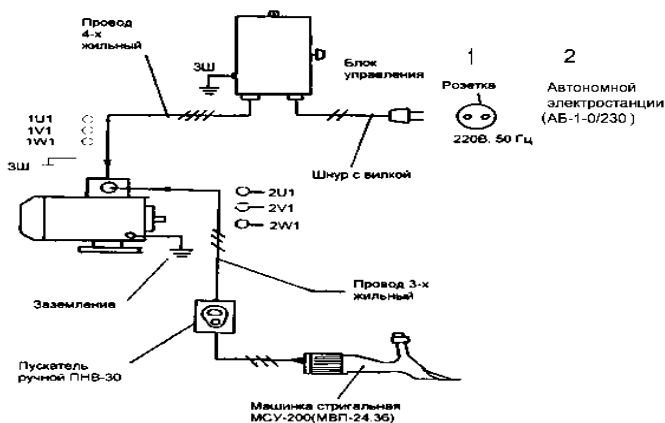 Провод
4-х
жильный
ЗШ
Блок
управления
1
2
Розетка
Автономной
электростанции
(АБ-1-0/230 )
220В. 50 Гц
Шнур с вилкой
1U1
1V1
1W1
ЗШ
2U1
2V1
2W1
Заземление
Провод 3-х
жильный
Пускатель
ручной ПНВ-30
Машинка стригальная
МСУ-200(МВП-24.36)